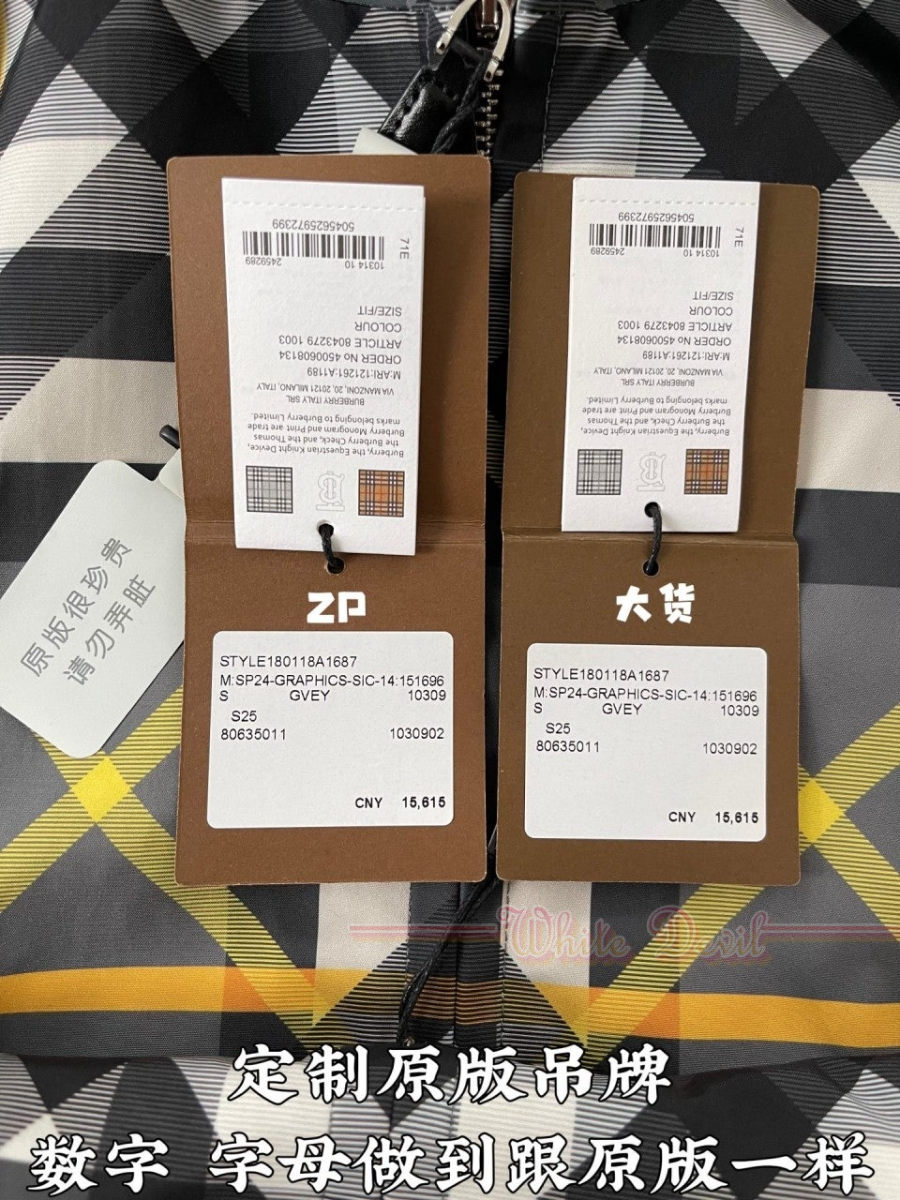 5045625972399
2459289
10314 10
71E
SIZE/FIT
COLOUR
ARTICLE 8043279 1003
ORDER No 450608134
M:ARI:121261:A1189
VIA MANZONI, 20, 20121 MILANO, ITALY
BURBERRY ITALY SRL
Burberry, the Equestrian Knight Device,
the Burberry Check, and the Thomas
Burberry Monogram and Print are trade
marks belonging to Burberry Limited.
5045625972399
2459289
10314 10
71E
SIZE/FIT
COLOUR
ARTICLE 8043279 1003
ORDER No 450608134
M:ARI:121261:A1189
VIA MANZONI, 20, 20121 MILANO, ITALY
BURBERRY ITALY SRL
Burberry, the Equestrian Knight Device,
the Burberry Check, and the Thomas
Burberry Monogram and Print are trade
marks belonging to Burberry Limited.
原版很珍贵
请勿弄脏
ZP
STYLE180118A1687
M:SP24-GRAPHICS-SIC-14:151696
S GVEY 10309
S25
80635011 1030902
CNY 15,615
大货
STYLE180118A1687
M:SP24-GRAPHICS-SIC-14:151696
S GVEY 10309
S25
80635011 1030902
CNY 15,615
White Devil
定制原版吊牌
数字 字母做到跟原版一样